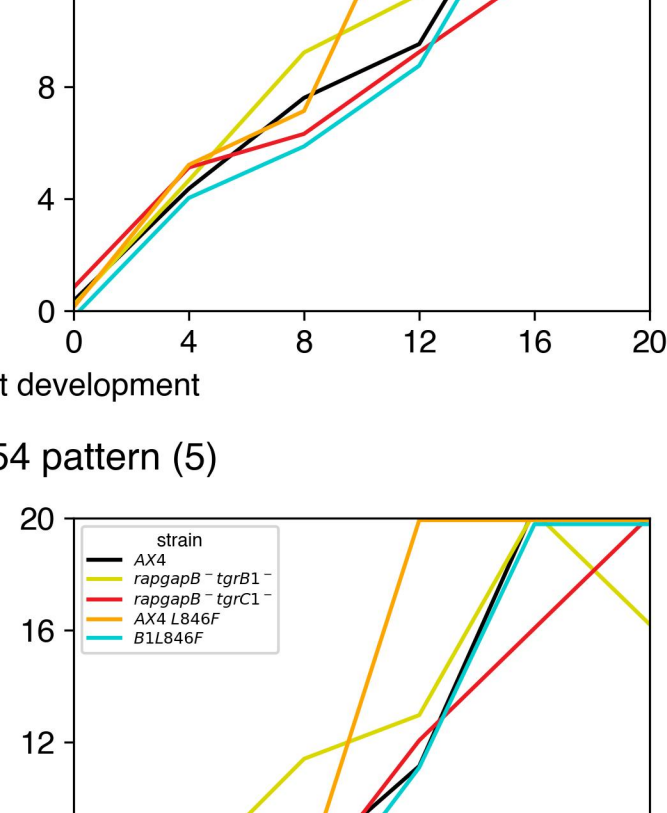 8
4
0
0 4 8 12 16 20
t development
54 pattern (5)
20
16
12
strain
AX4
rapgapB⁻tgrB1⁻
rapgapB⁻tgrC1⁻
AX4 L846F
B1L846F